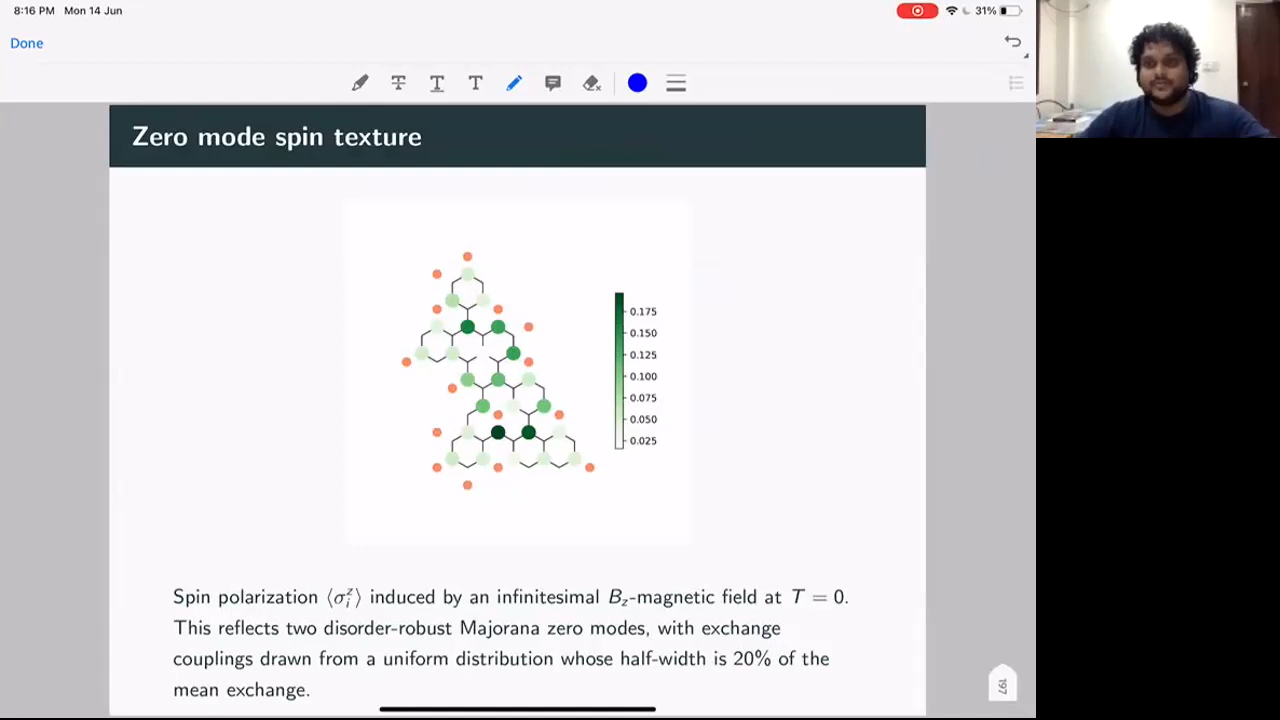 8:16 PM Mon 14 Jun
31%
Done
T T T
Zero mode spin texture
0.175
0.150
0.125
0.100
0.075
0.050
0.025
Spin polarization ⟨σᵢᶻ⟩ induced by an infinitesimal B_z-magnetic field at T = 0.
This reflects two disorder-robust Majorana zero modes, with exchange
couplings drawn from a uniform distribution whose half-width is 20% of the
mean exchange.
197